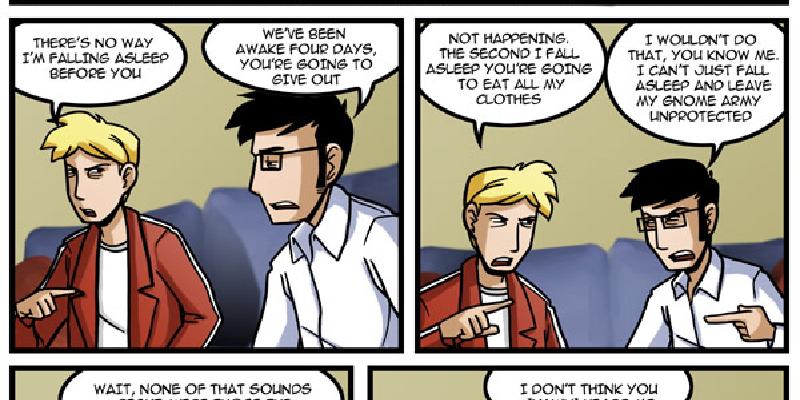 THERE'S NO WAY
I'M FALLING ASLEEP
BEFORE YOU
WE'VE BEEN
AWAKE FOUR DAYS,
YOU'RE GOING TO
GIVE OUT
NOT HAPPENING.
THE SECOND I FALL
ASLEEP YOU'RE GOING
TO EAT ALL MY
CLOTHES
I WOULDN'T DO
THAT, YOU KNOW ME.
I CAN'T JUST FALL
ASLEEP AND LEAVE
MY GNOME ARMY
UNPROTECTED
WAIT, NONE OF THAT SOUNDS
I DON'T THINK YOU